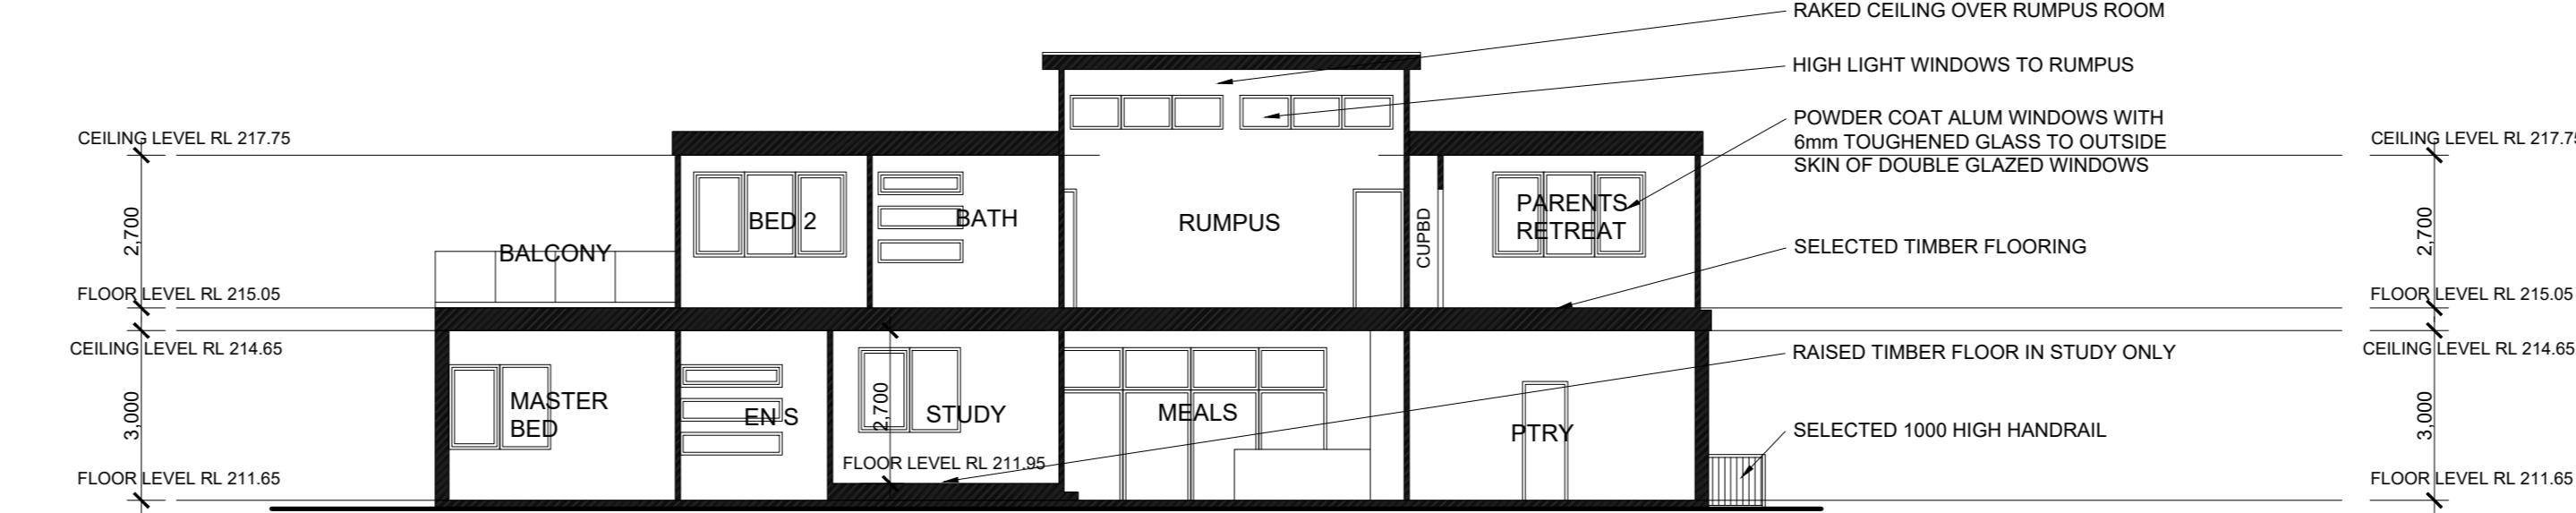 RAKED CEILING OVER RUMPUS ROOM
HIGH LIGHT WINDOWS TO RUMPUS
POWDER COAT ALUM WINDOWS WITH
6mm TOUGHENED GLASS TO OUTSIDE
SKIN OF DOUBLE GLAZED WINDOWS
CEILING LEVEL RL 217.75
CEILING LEVEL RL 217.75
2,700
BALCONY
BED 2
BATH
RUMPUS
CUPBD
PARENTS
RETREAT
SELECTED TIMBER FLOORING
2,700
FLOOR LEVEL RL 215.05
FLOOR LEVEL RL 215.05
CEILING LEVEL RL 214.65
RAISED TIMBER FLOOR IN STUDY ONLY
CEILING LEVEL RL 214.65
3,000
MASTER
BED
EN S
2,700
STUDY
MEALS
PTRY
SELECTED 1000 HIGH HANDRAIL
3,000
FLOOR LEVEL RL 211.95
FLOOR LEVEL RL 211.65
FLOOR LEVEL RL 211.65